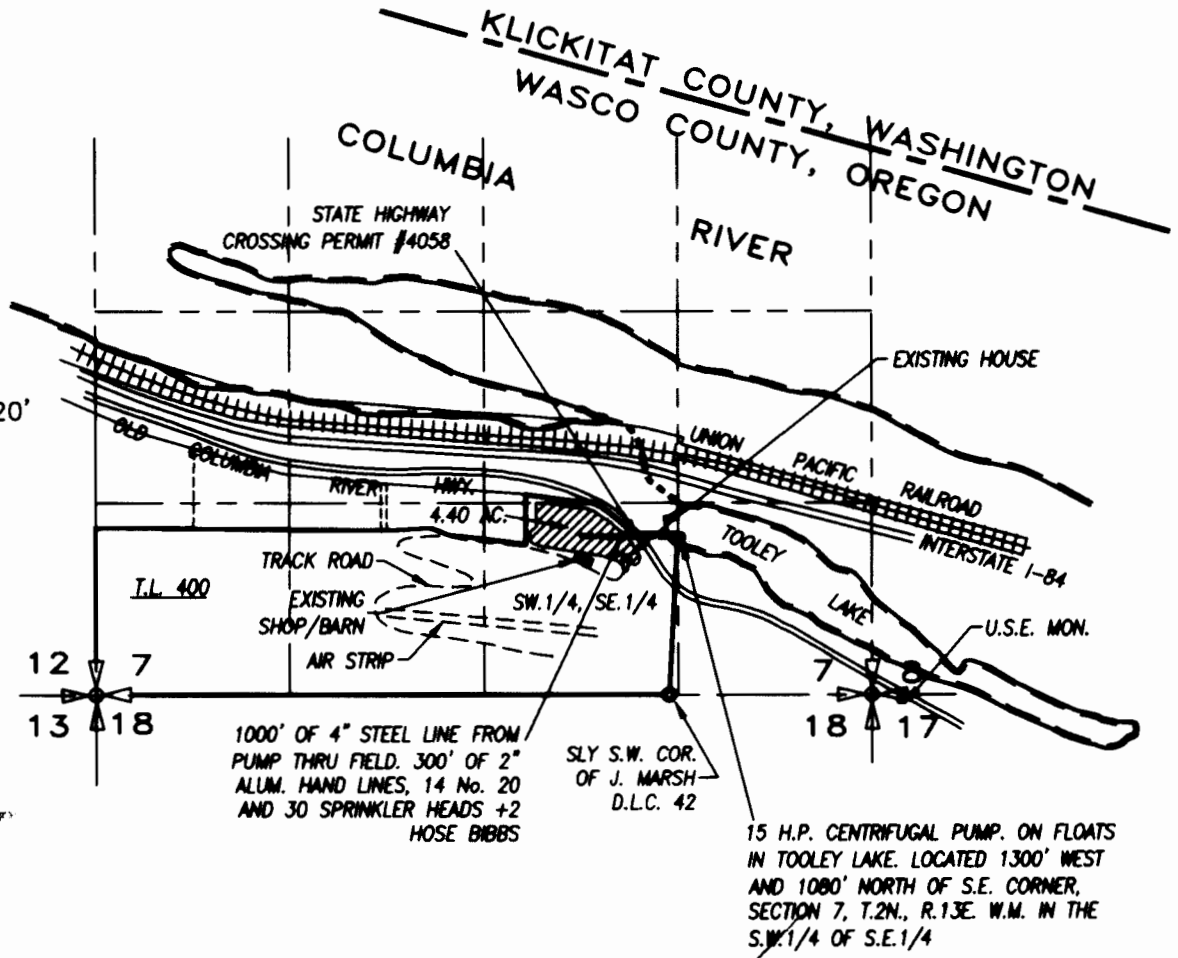 KLICKITAT COUNTY, WASHINGTON
WASCO COUNTY, OREGON
COLUMBIA
RIVER
STATE HIGHWAY
CROSSING PERMIT #4058
EXISTING HOUSE
20'
OLD COLUMBIA RIVER HWY.
UNION PACIFIC RAILROAD
INTERSTATE I-84
4.40 AC.
TOOLEY
LAKE
TRACK ROAD
T.L. 400
EXISTING
SHOP/BARN
SW.1/4, SE.1/4
AIR STRIP
U.S.E. MON.
12 7
13 18
7 8
18 17
1000' OF 4" STEEL LINE FROM
PUMP THRU FIELD. 300' OF 2"
ALUM. HAND LINES, 14 No. 20
AND 30 SPRINKLER HEADS +2
HOSE BIBBS
SLY S.W. COR.
OF J. MARSH
D.L.C. 42
15 H.P. CENTRIFUGAL PUMP. ON FLOATS
IN TOOLEY LAKE. LOCATED 1300' WEST
AND 1080' NORTH OF S.E. CORNER,
SECTION 7, T.2N., R.13E. W.M. IN THE
S.W.1/4 OF S.E.1/4